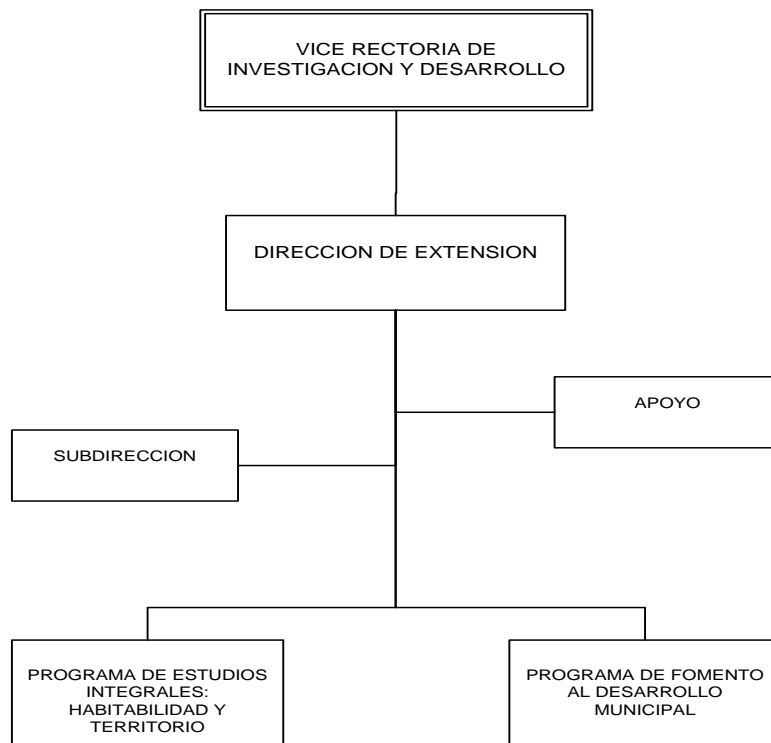 VICE RECTORIA DE
INVESTIGACION Y DESARROLLO
DIRECCION DE EXTENSION
APOYO
SUBDIRECCION
PROGRAMA DE ESTUDIOS
INTEGRALES:
HABITABILIDAD Y
TERRITORIO
PROGRAMA DE FOMENTO
AL DESARROLLO
MUNICIPAL